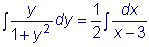 ∫ y/(1+y²) dy = 1/2 ∫ dx/(x−3)